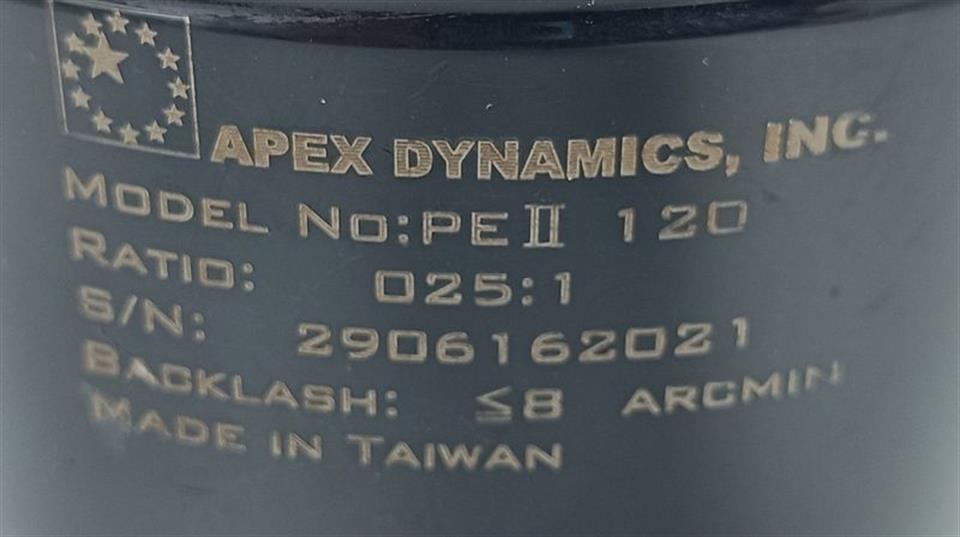 APEX DYNAMICS, INC.
MODEL No:PEII 120
RATIO: 025:1
S/N: 2906162021
BACKLASH: ≦8 ARCMIN
MADE IN TAIWAN